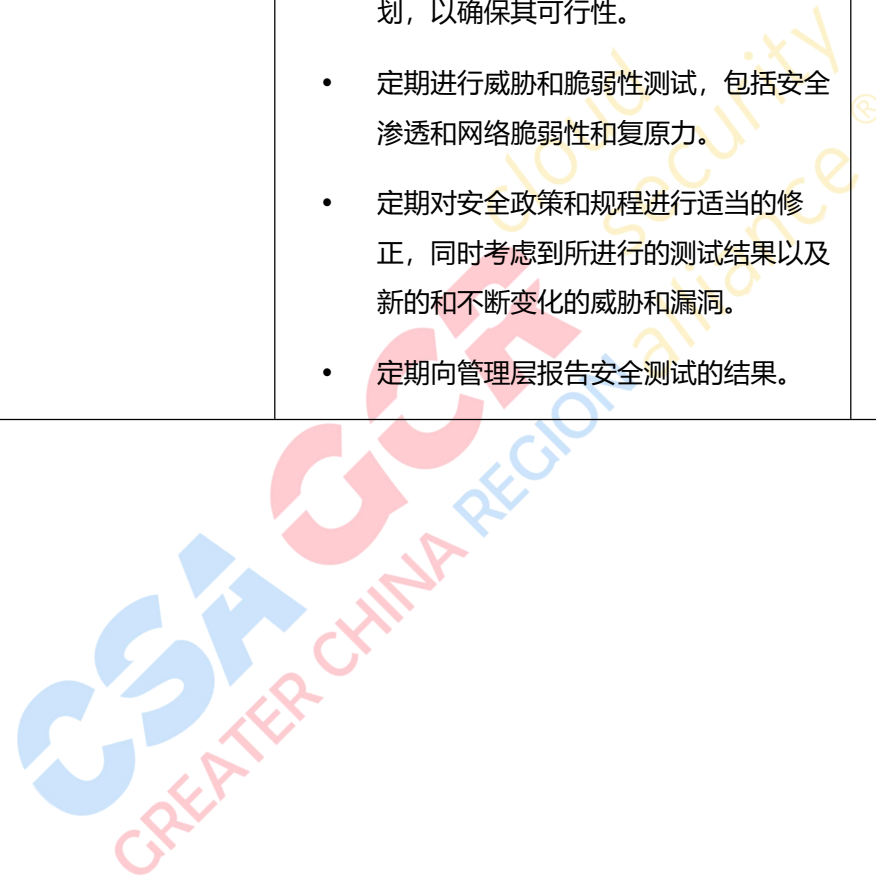 划，以确保其可行性。
• 定期进行威胁和脆弱性测试，包括安全
渗透和网络脆弱性和复原力。
• 定期对安全政策和规程进行适当的修
正，同时考虑到所进行的测试结果以及
新的和不断变化的威胁和漏洞。
• 定期向管理层报告安全测试的结果。
CSA GCR
GREATER CHINA REGION
cloud
security
alliance®